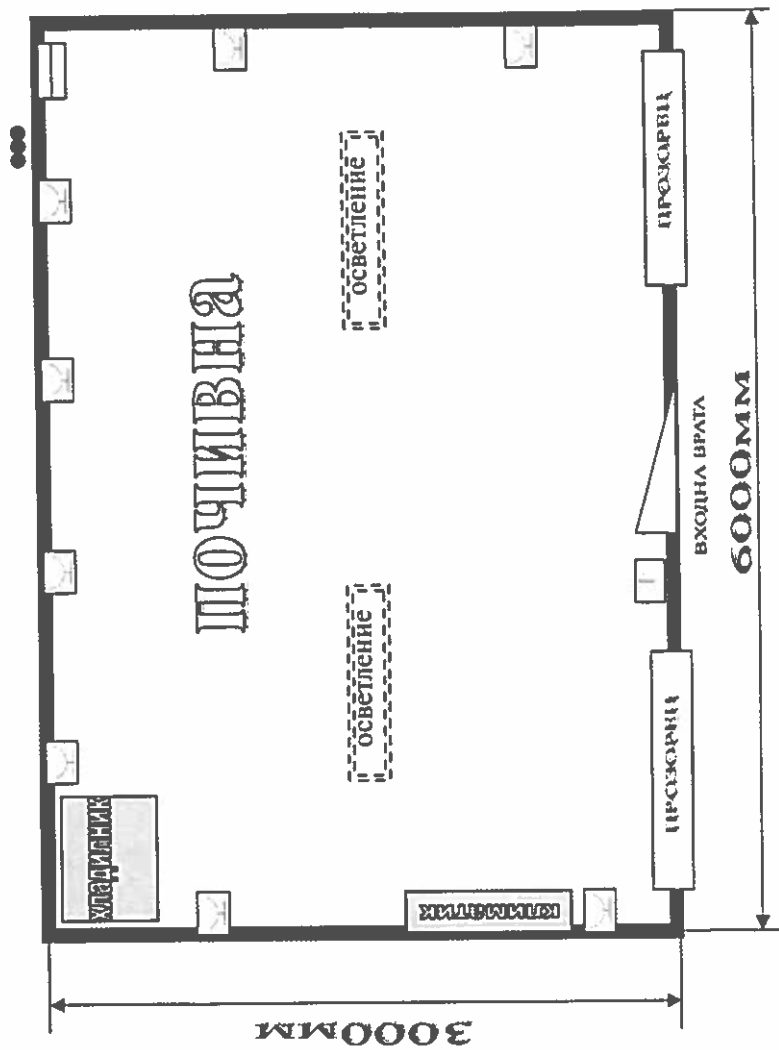 ПОЧИВНА
осветление
осветление
ХЛАДИЛНИК
КЛИМАТИК
ПРОЗОРЕЦ
ПРОЗОРЕЦ
ВХОДНА ВРАТА
6000мм
3000мм